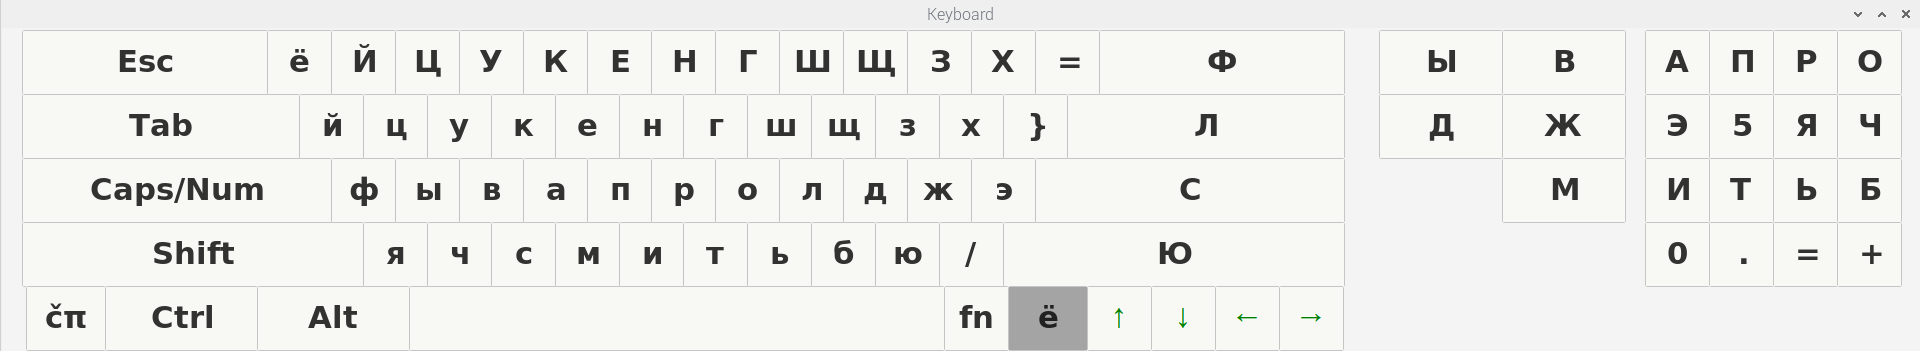 Keyboard
Esc ё Й Ц У К Е Н Г Ш Щ З Х = Ф Ы В А П Р О
Tab й ц у к е н г ш щ з х } Л Д Ж Э 5 Я Ч
Caps/Num ф ы в а п р о л д ж э С М И Т Ь Б
Shift я ч с м и т ь б ю / Ю 0 . = +
čπ Ctrl Alt fn ё ↑ ↓ ← →